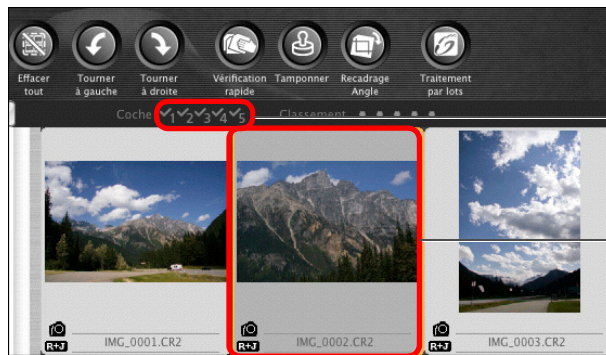 Effacer tout
Tourner à gauche
Tourner à droite
Vérification rapide
Tamponner
Recadrage Angle
Traitement par lots
Coche 1 2 3 4 5 Classement
R+J IMG_0001.CR2
R+J IMG_0002.CR2
R+J IMG_0003.CR2